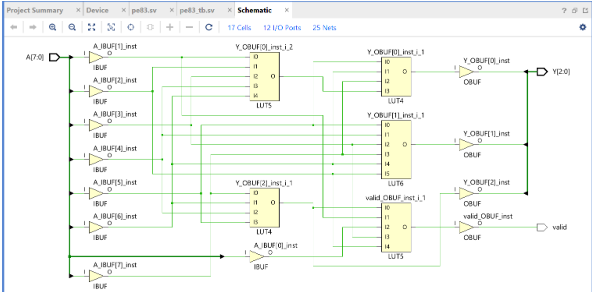 Project Summary × Device × pe83.sv × pe83_tb.sv × Schematic ×
17 Cells 12 I/O Ports 25 Nets
A[7:0]
A_IBUF[1]_inst
I O
IBUF
A_IBUF[2]_inst
I O
IBUF
A_IBUF[3]_inst
I O
IBUF
A_IBUF[4]_inst
I O
IBUF
A_IBUF[5]_inst
I O
IBUF
A_IBUF[6]_inst
I O
IBUF
A_IBUF[7]_inst
I O
IBUF
Y_OBUF[0]_inst_i_2
I0
I1
I2 O
I3
I4
LUT5
Y_OBUF[2]_inst_i_1
I0
I1 O
I2
I3
LUT4
A_IBUF[0]_inst
I O
IBUF
Y_OBUF[0]_inst_i_1
I0
I1 O
I2
I3
LUT4
Y_OBUF[1]_inst_i_1
I0
I1
I2 O
I3
I4
I5
LUT6
valid_OBUF_inst_i_1
I0
I1
I2 O
I3
I4
LUT5
Y_OBUF[0]_inst
I O
OBUF
Y_OBUF[1]_inst
I O
OBUF
Y_OBUF[2]_inst
I O
OBUF
valid_OBUF_inst
I O
OBUF
Y[2:0]
valid